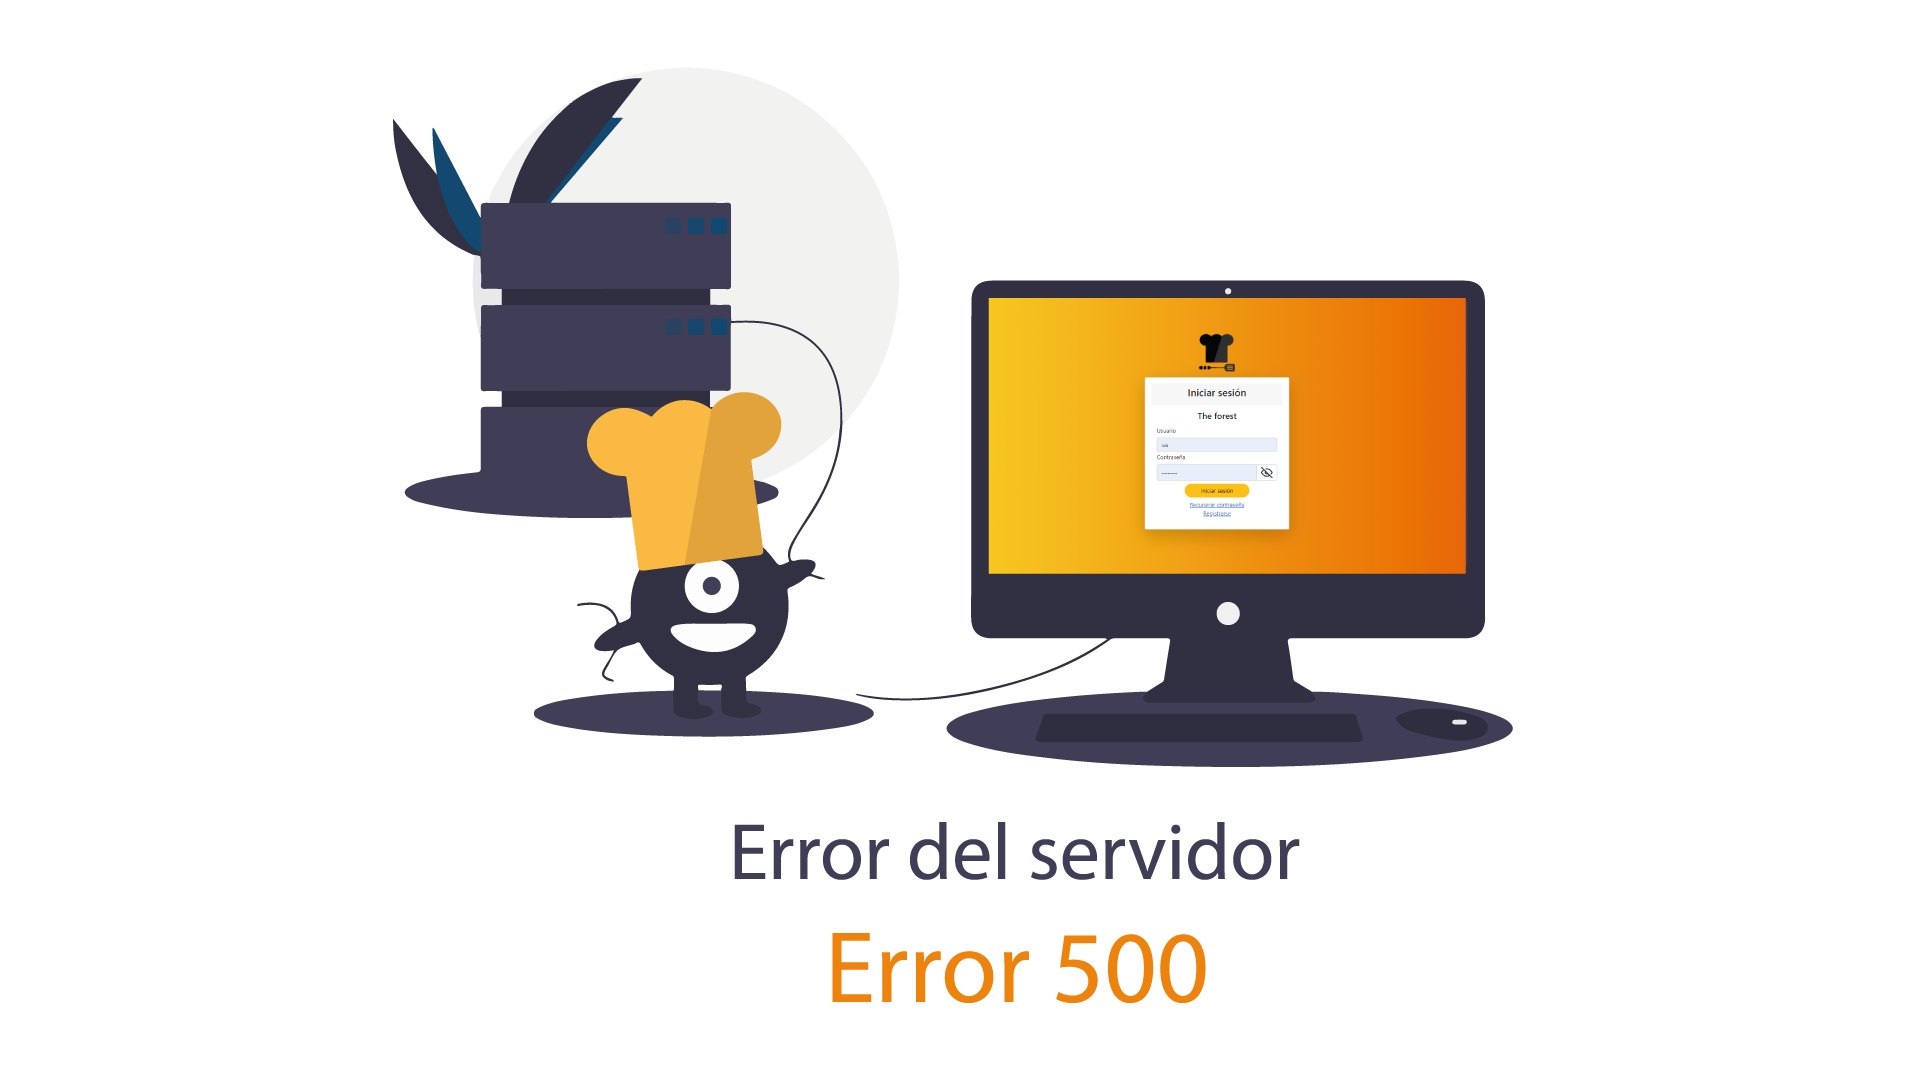 Iniciar sesión
The forest
Usuario
Contraseña
Iniciar sesión
Recuperar contraseña
Registrarse
Error del servidor
Error 500